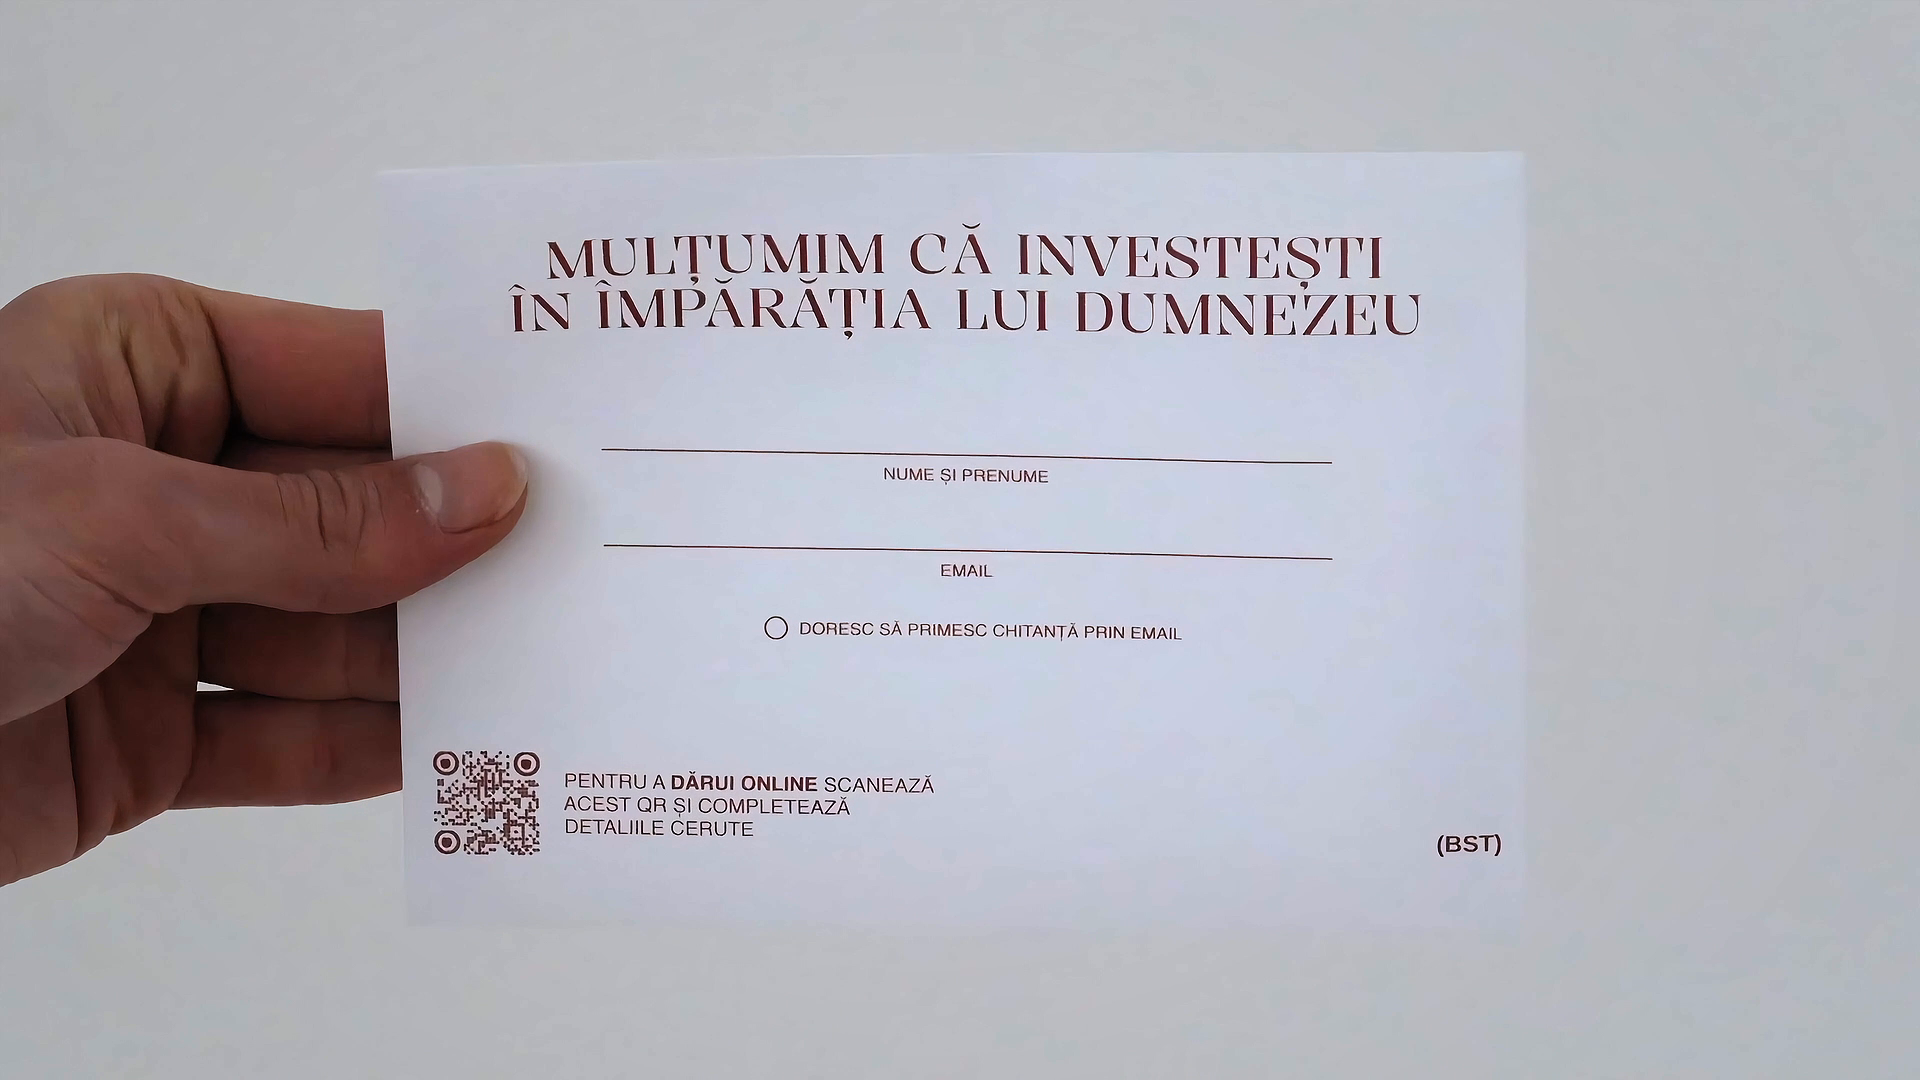 MULȚUMIM CĂ INVESTEȘTI
ÎN ÎMPĂRĂȚIA LUI DUMNEZEU
NUME ȘI PRENUME
EMAIL
DORESC SĂ PRIMESC CHITANȚĂ PRIN EMAIL
PENTRU A DĂRUI ONLINE SCANEAZĂ
ACEST QR ȘI COMPLETEAZĂ
DETALIILE CERUTE
(BST)